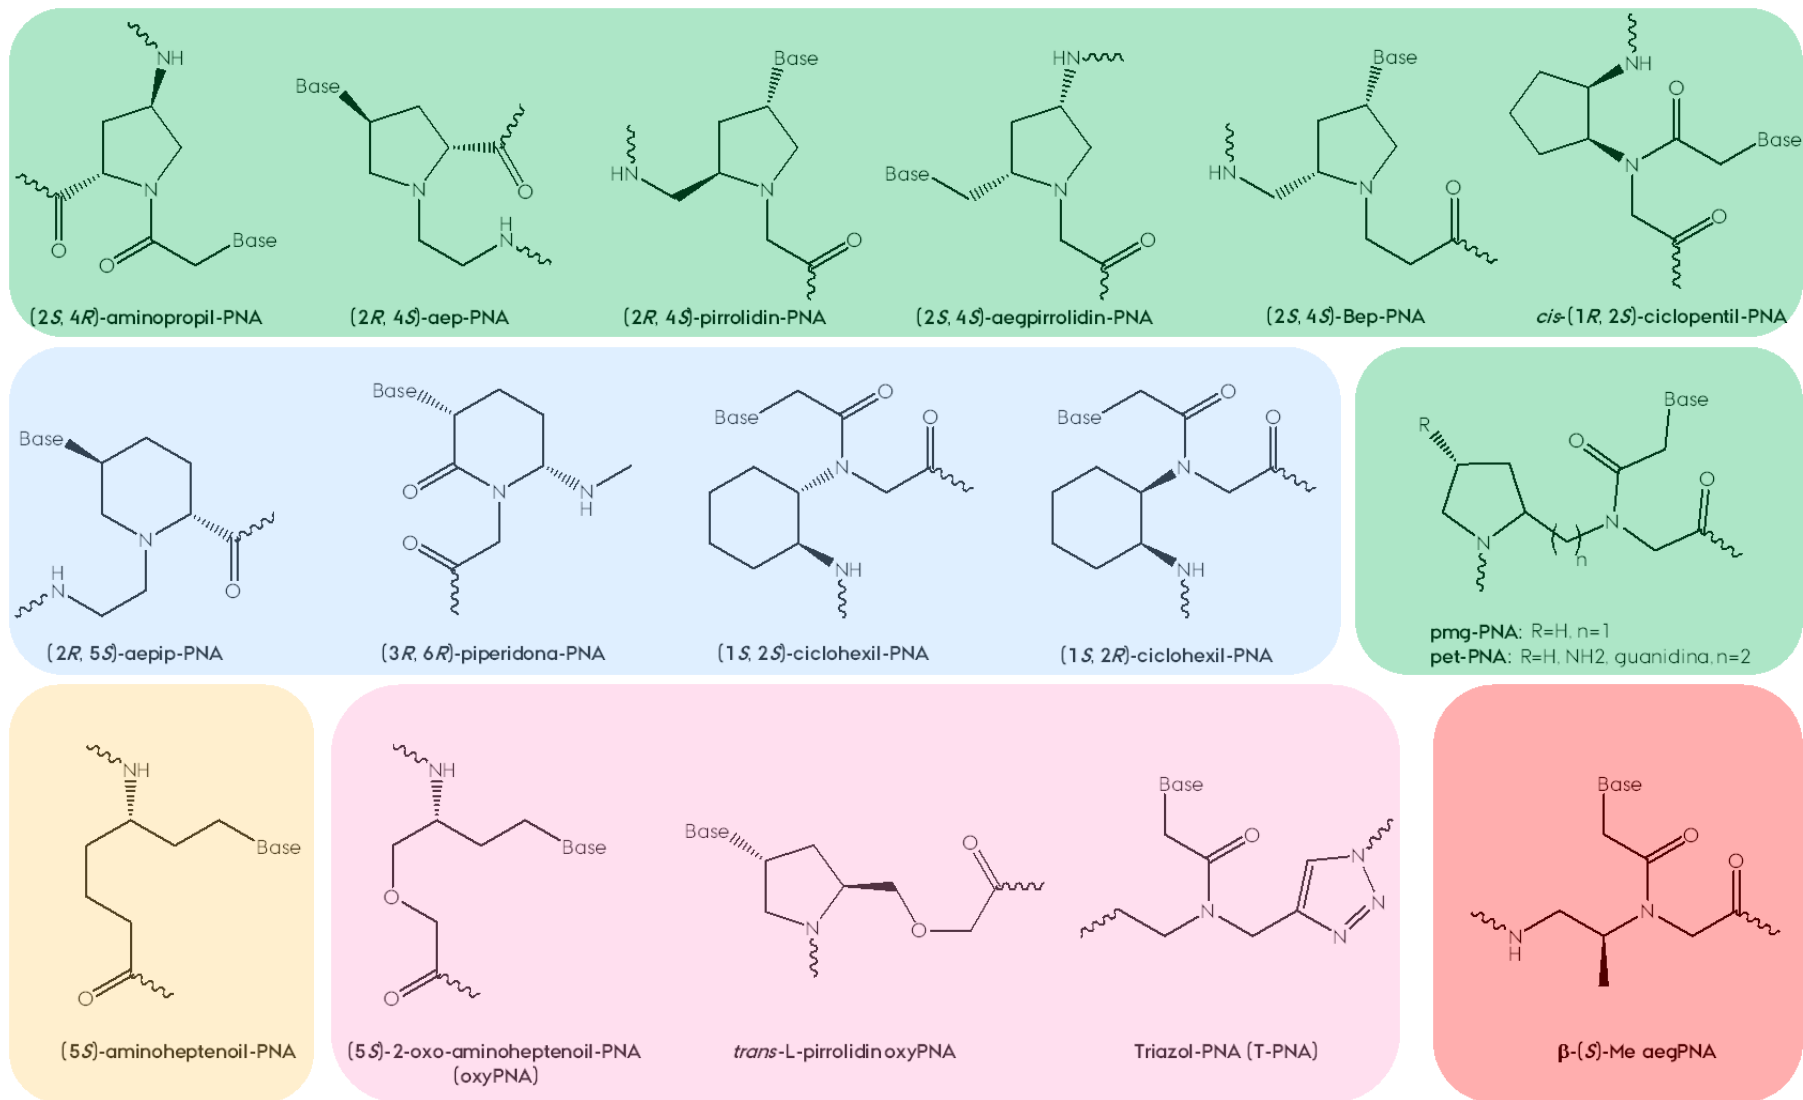 NH
N
O
O
Base
(2S, 4R)-aminopropil-PNA
Base
N
O
H
N
(2R, 4S)-aep-PNA
Base
HN
N
O
(2R, 4S)-pirrolidin-PNA
HN
Base
N
O
(2S, 4S)-aegpirrolidin-PNA
Base
HN
N
O
(2S, 4S)-Bep-PNA
NH
O
Base
N
O
cis-(1R, 2S)-ciclopentil-PNA
Base
N
H
N
O
(2R, 5S)-aepip-PNA
Base
O
N
N
H
O
(3R, 6R)-piperidona-PNA
O
Base
O
N
NH
(1S, 2S)-ciclohexil-PNA
O
Base
O
N
NH
(1S, 2R)-ciclohexil-PNA
Base
R
O
O
N
N
n
pmg-PNA: R=H, n=1
pet-PNA: R=H, NH2, guanidina, n=2
NH
Base
O
(5S)-aminoheptenoil-PNA
NH
Base
O
O
(5S)-2-oxo-aminoheptenoil-PNA
(oxyPNA)
Base
O
N
O
trans-L-pirrolidinoxyPNA
Base
O
N
N
N
N
Triazol-PNA (T-PNA)
Base
O
O
N
N
H
β-(S)-Me aegPNA